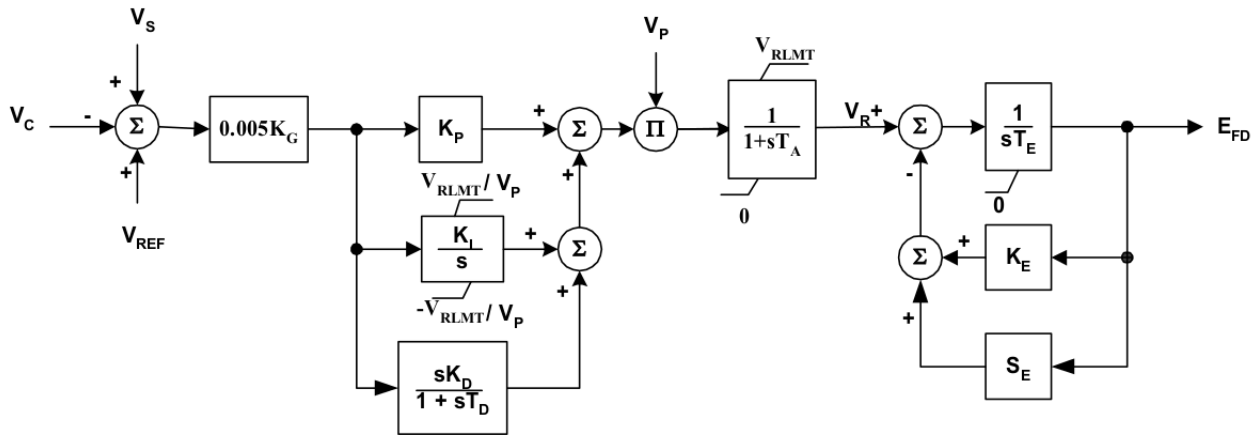 V_S
+
V_C
-
Σ
+
V_REF
0.005K_G
K_P
V_RLMT / V_P
K_I
s
-V_RLMT / V_P
sK_D
1 + sT_D
+
Σ
+
+
Σ
+
V_P
Π
V_RLMT
1
1+sT_A
0
V_R
+
Σ
-
1
sT_E
0
E_FD
Σ
+
K_E
+
S_E